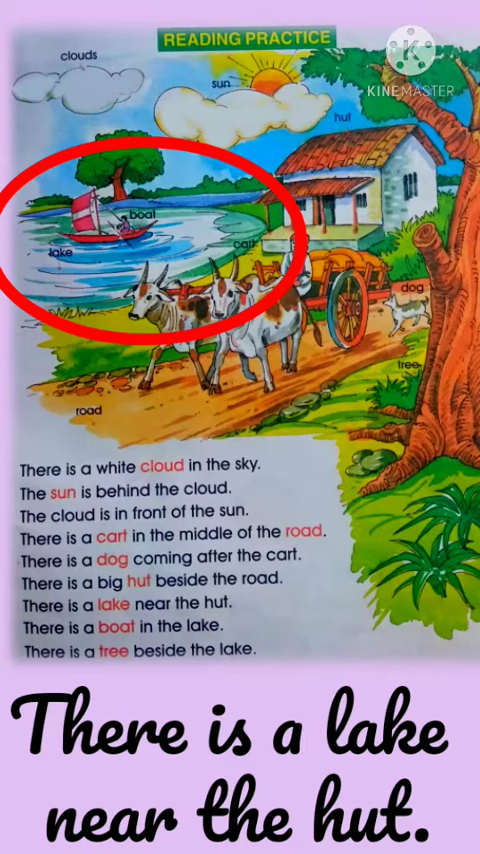 READING PRACTICE
clouds
sun
KINEMASTER
hut
boat
lake
cart
dog
tree
road
There is a white cloud in the sky.
The sun is behind the cloud.
The cloud is in front of the sun.
There is a cart in the middle of the road.
There is a dog coming after the cart.
There is a big hut beside the road.
There is a lake near the hut.
There is a boat in the lake.
There is a tree beside the lake.
There is a lake
near the hut.